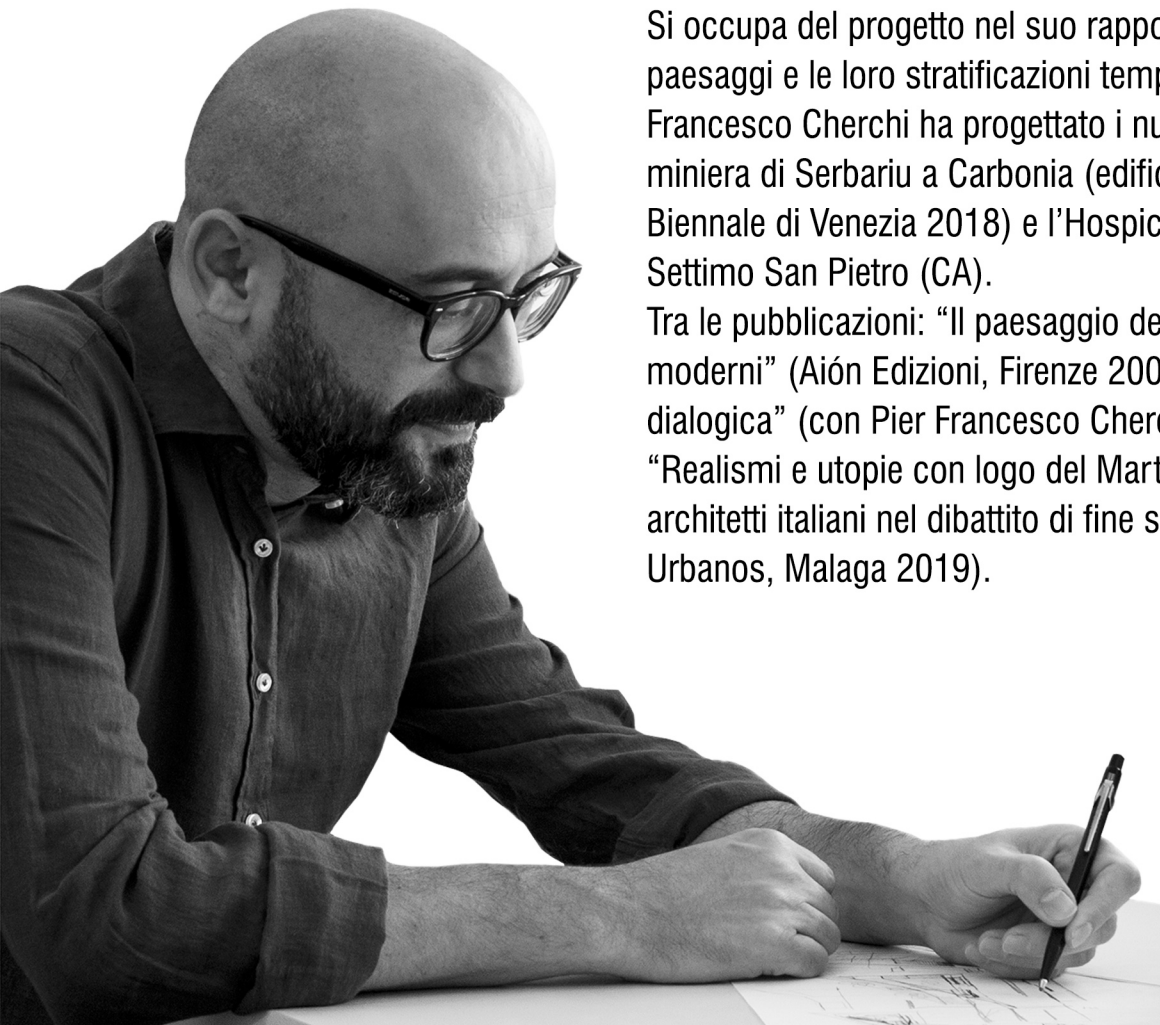 Si occupa del progetto nel suo rappo
paesaggi e le loro stratificazioni temp
Francesco Cherchi ha progettato i nu
miniera di Serbariu a Carbonia (edific
Biennale di Venezia 2018) e l’Hospic
Settimo San Pietro (CA).
Tra le pubblicazioni: “Il paesaggio de
moderni” (Aión Edizioni, Firenze 200
dialogica” (con Pier Francesco Cherc
“Realismi e utopie con logo del Mart
architetti italiani nel dibattito di fine s
Urbanos, Malaga 2019).